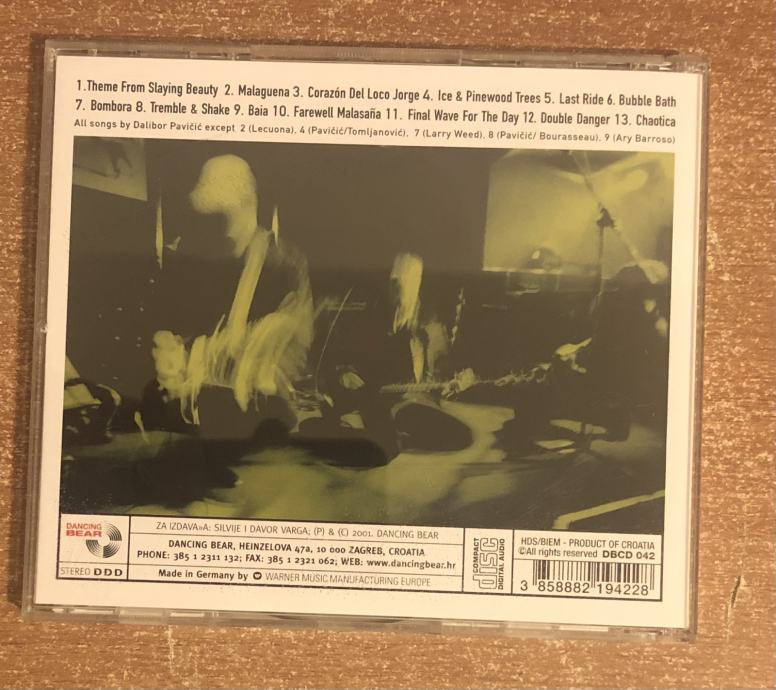 1.Theme From Slaying Beauty 2. Malaguena 3. Corazón Del Loco Jorge 4. Ice & Pinewood Trees 5. Last Ride 6. Bubble Bath
7. Bombora 8. Tremble & Shake 9. Baia 10. Farewell Malasaña 11. Final Wave For The Day 12. Double Danger 13. Chaotica
All songs by Dalibor Pavičić except 2 (Lecuona), 4 (Pavičić/Tomljanović), 7 (Larry Weed), 8 (Pavičić/ Bourasseau), 9 (Ary Barroso)
DANCING
BEAR
STEREO DDD
ZA IZDAVA»A: SILVIJE I DAVOR VARGA; (P) & (C) 2001. DANCING BEAR
DANCING BEAR, HEINZELOVA 47a, 10 000 ZAGREB, CROATIA
PHONE: 385 1 2311 132; FAX: 385 1 2321 062; WEB: www.dancingbear.hr
Made in Germany by WARNER MUSIC MANUFACTURING EUROPE
COMPACT
disc
DIGITAL AUDIO
HDS/BIEM - PRODUCT OF CROATIA
©All rights reserved DBCD 042
3 858882 194228